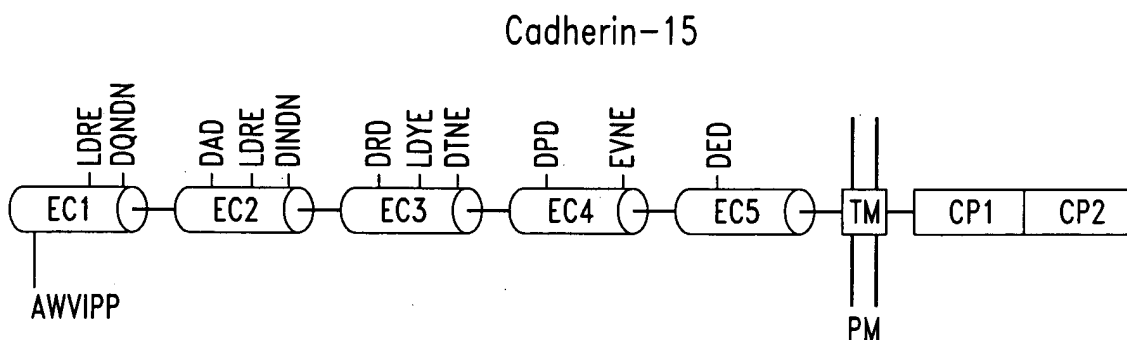 Cadherin-15
LDRE
DQNDN
DAD
LDRE
DINDN
DRD
LDYE
DTNE
DPD
EVNE
DED
EC1
EC2
EC3
EC4
EC5
TM
CP1
CP2
AWVIPP
PM